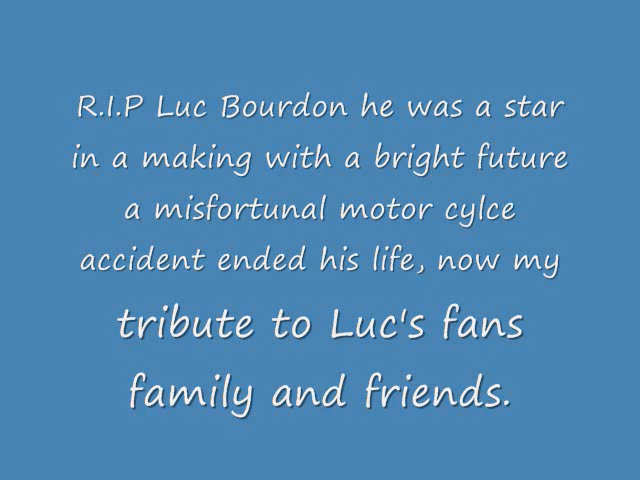 R.I.P Luc Bourdon he was a star
in a making with a bright future
a misfortunal motor cylce
accident ended his life, now my
tribute to Luc's fans
family and friends.